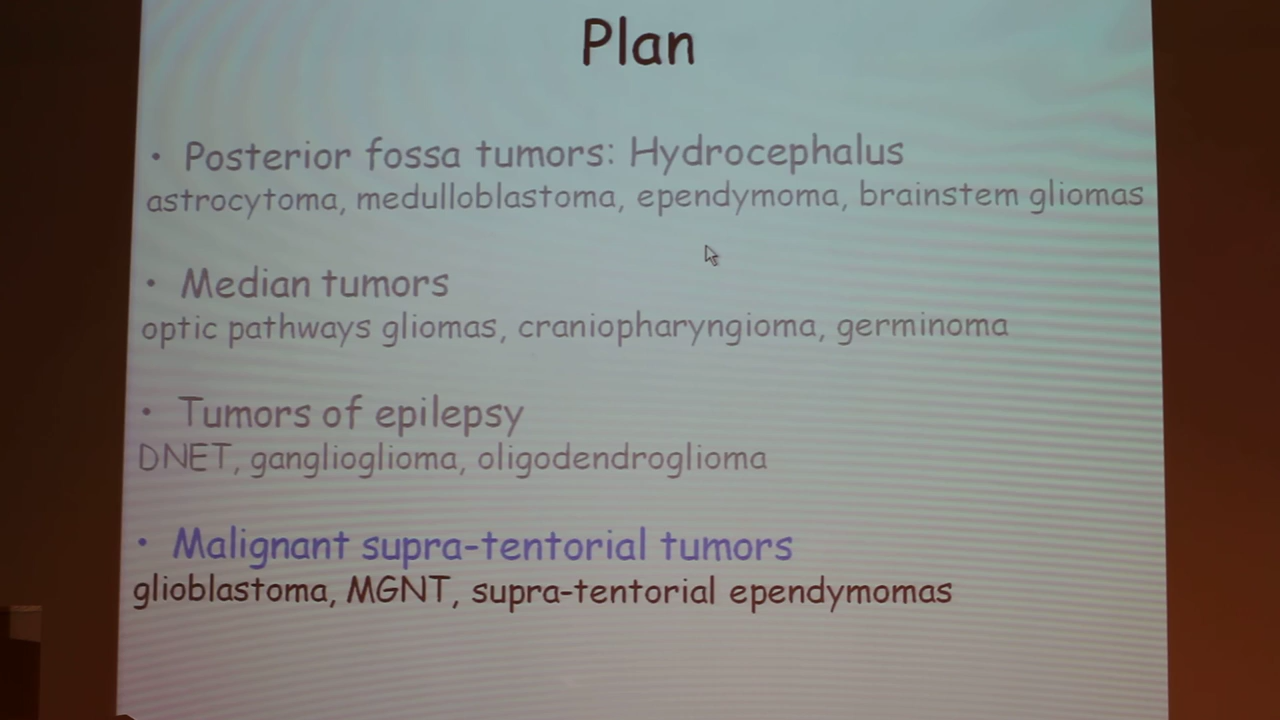 Plan
• Posterior fossa tumors: Hydrocephalus
astrocytoma, medulloblastoma, ependymoma, brainstem gliomas
• Median tumors
optic pathways gliomas, craniopharyngioma, germinoma
• Tumors of epilepsy
DNET, ganglioglioma, oligodendroglioma
• Malignant supra-tentorial tumors
glioblastoma, MGNT, supra-tentorial ependymomas